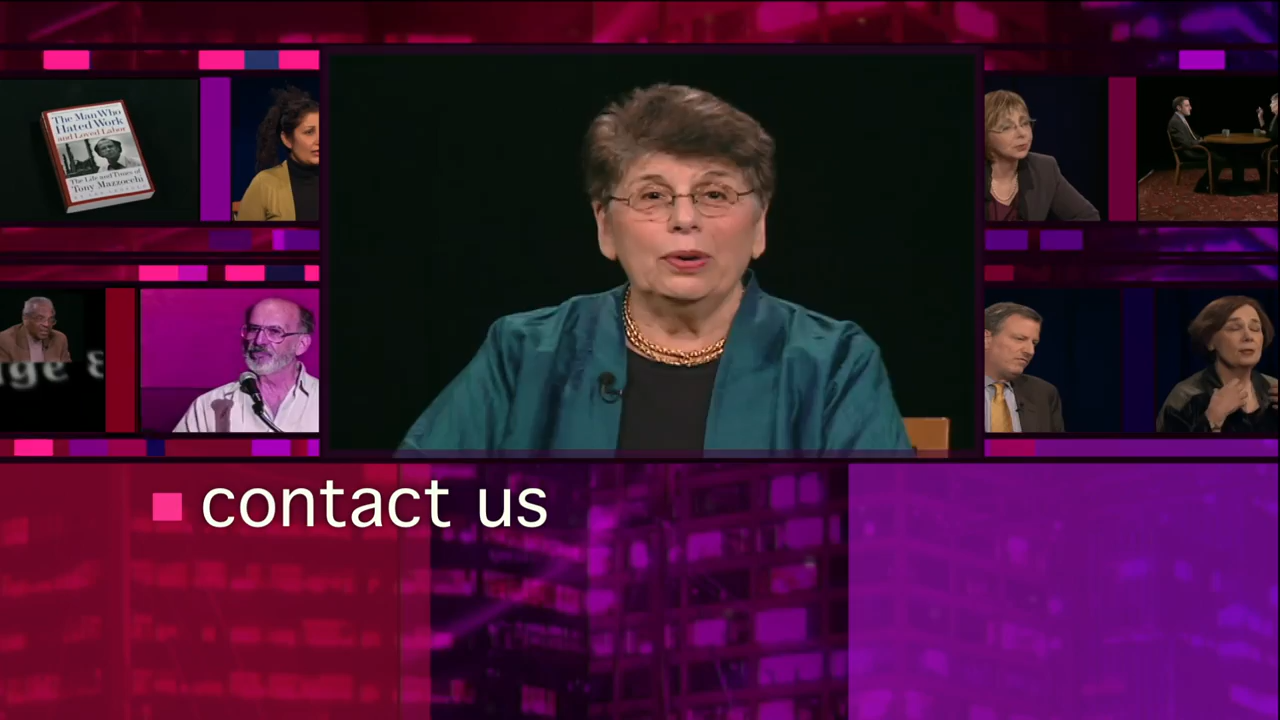 The Man Who
Hated Work
and Loved Labor
The Life and Times of
Tony Mazzocchi
contact us